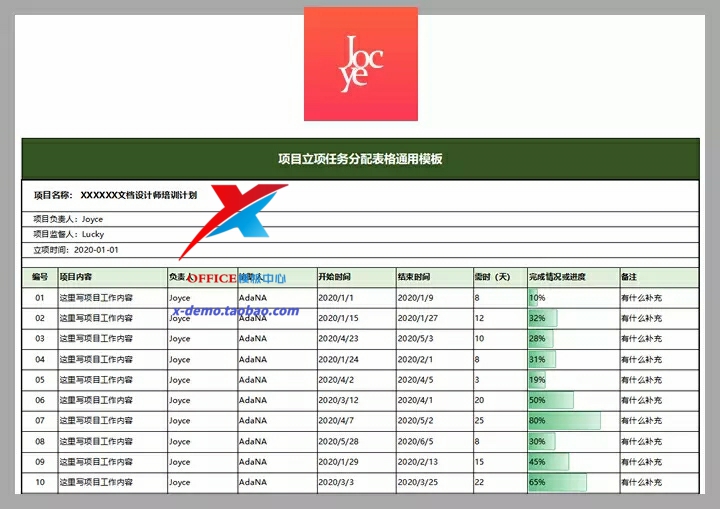 Joc
ye
项目立项任务分配表格通用模板
项目名称： XXXXXX文档设计师培训计划
项目负责人：Joyce
项目监督人：Lucky
立项时间：2020-01-01
OFFICE模板中心
x-demo.taobao.com
编号 项目内容 负责人 开始时间 结束时间 需时（天） 完成情况或进度 备注
01 这里写项目工作内容 Joyce AdaNA 2020/1/1 2020/1/9 8 10% 有什么补充
02 这里写项目工作内容 Joyce AdaNA 2020/1/15 2020/1/27 12 32% 有什么补充
03 这里写项目工作内容 Joyce AdaNA 2020/4/23 2020/5/3 10 28% 有什么补充
04 这里写项目工作内容 Joyce AdaNA 2020/1/24 2020/2/1 8 31% 有什么补充
05 这里写项目工作内容 Joyce AdaNA 2020/4/2 2020/4/5 3 19% 有什么补充
06 这里写项目工作内容 Joyce AdaNA 2020/3/12 2020/4/1 20 50% 有什么补充
07 这里写项目工作内容 Joyce AdaNA 2020/4/7 2020/5/2 25 80% 有什么补充
08 这里写项目工作内容 Joyce AdaNA 2020/5/28 2020/6/5 8 30% 有什么补充
09 这里写项目工作内容 Joyce AdaNA 2020/1/29 2020/2/13 15 45% 有什么补充
10 这里写项目工作内容 Joyce AdaNA 2020/3/3 2020/3/25 22 65% 有什么补充